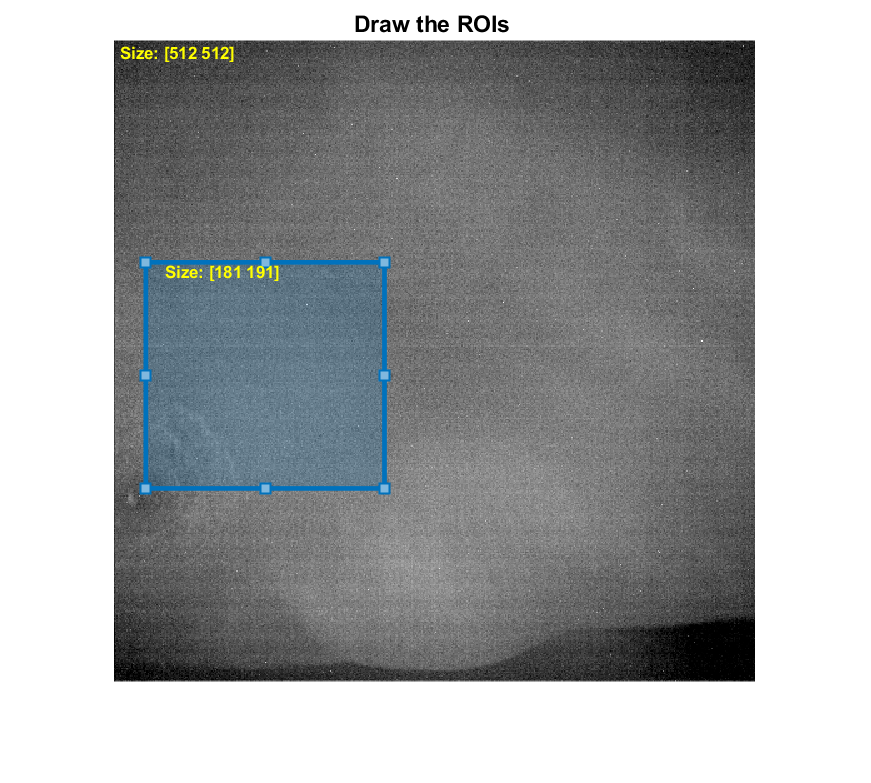 Draw the ROIs
Size: [512 512]
Size: [181 191]